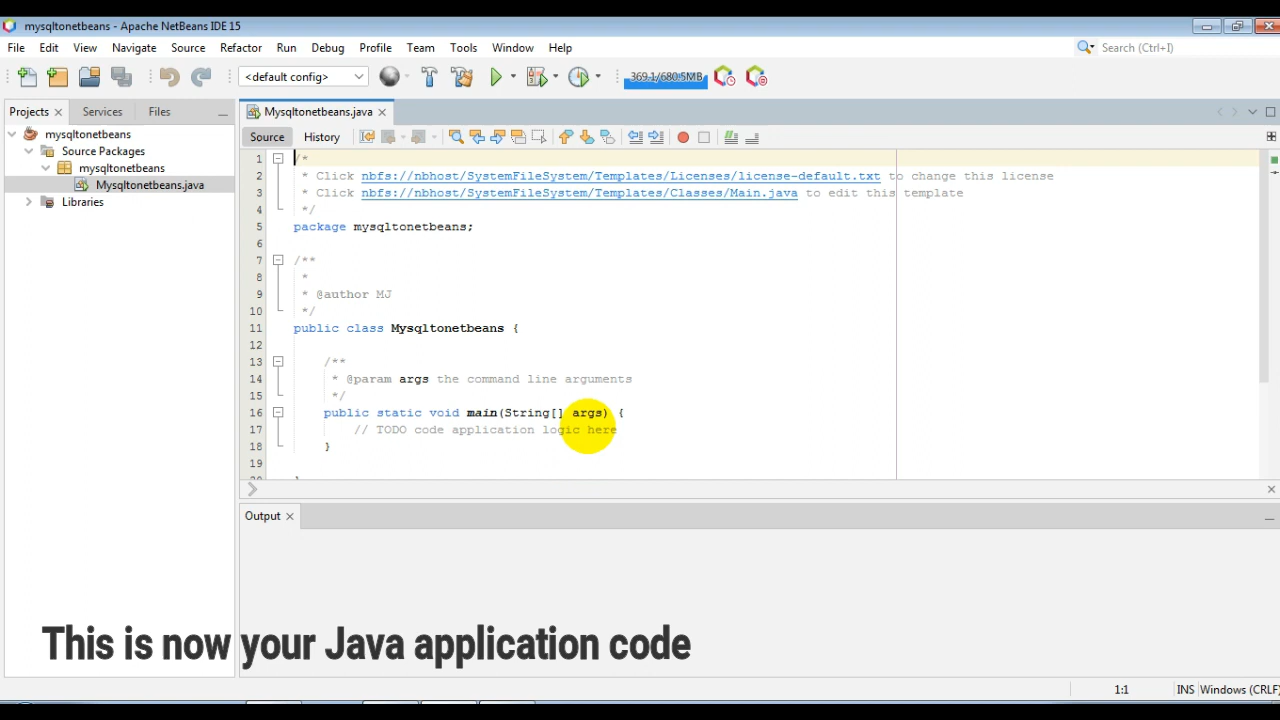 mysqltonetbeans - Apache NetBeans IDE 15
File Edit View Navigate Source Refactor Run Debug Profile Team Tools Window Help
Search (Ctrl+I)
<default config>
369.1/680.5MB
Projects Services Files
Mysqltonetbeans.java
mysqltonetbeans
Source Packages
mysqltonetbeans
Mysqltonetbeans.java
Libraries
Source History
1 /*
2 * Click nbfs://nbhost/SystemFileSystem/Templates/Licenses/license-default.txt to change this license
3 * Click nbfs://nbhost/SystemFileSystem/Templates/Classes/Main.java to edit this template
4 */
5 package mysqltonetbeans;
6
7 /**
8 *
9 * @author MJ
10 */
11 public class Mysqltonetbeans {
12
13 /**
14 * @param args the command line arguments
15 */
16 public static void main(String[] args) {
17 // TODO code application logic here
18 }
19
20 }
Output
This is now your Java application code
1:1 INS Windows (CRLF)